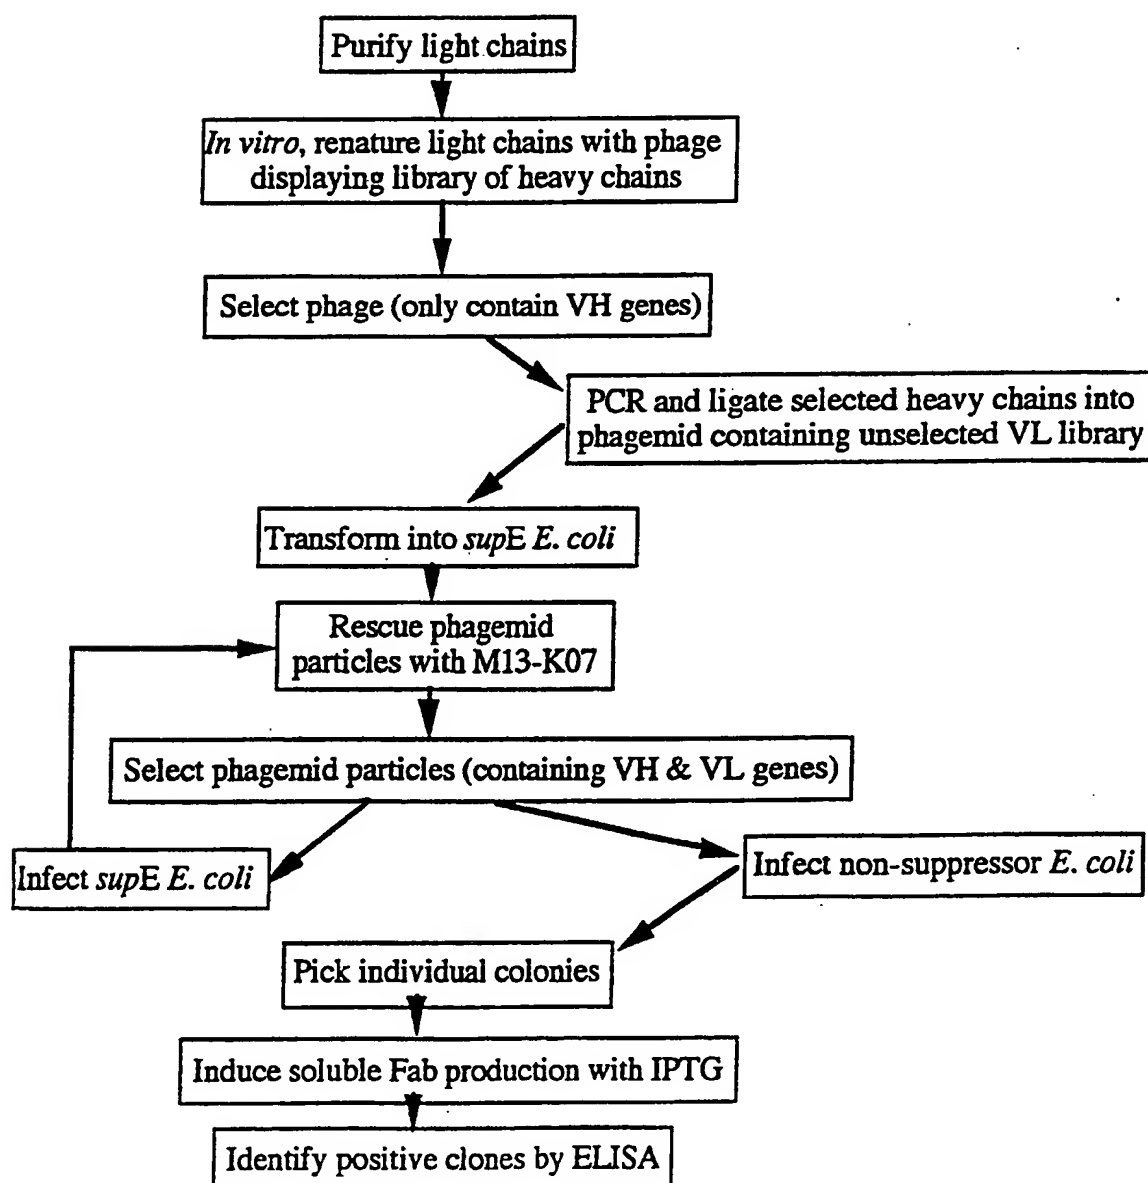 Purify light chains
In vitro, renature light chains with phage
displaying library of heavy chains
Select phage (only contain VH genes)
PCR and ligate selected heavy chains into
phagemid containing unselected VL library
Transform into supE E. coli
Rescue phagemid
particles with M13-K07
Select phagemid particles (containing VH & VL genes)
Infect supE E. coli
Infect non-suppressor E. coli
Pick individual colonies
Induce soluble Fab production with IPTG
Identify positive clones by ELISA